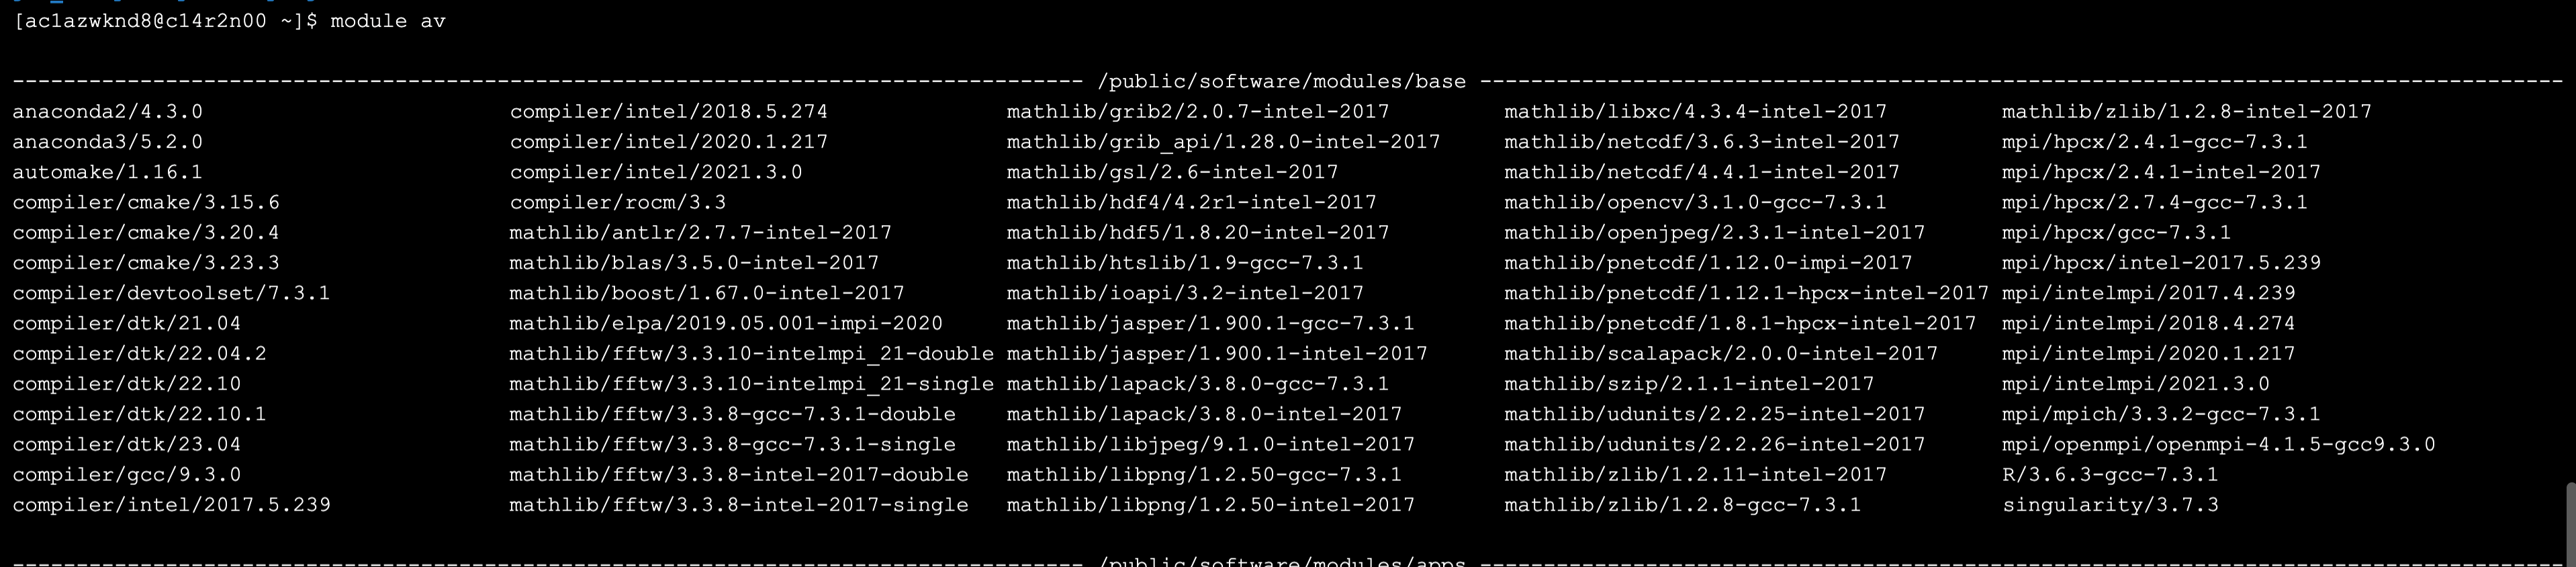 [ac1azwknd8@c14r2n00 ~]$ module av
------------------------------------------------------------------------------------ /public/software/modules/base -------------------------------------------------------------------------------------
anaconda2/4.3.0 compiler/intel/2018.5.274 mathlib/grib2/2.0.7-intel-2017 mathlib/libxc/4.3.4-intel-2017 mathlib/zlib/1.2.8-intel-2017
anaconda3/5.2.0 compiler/intel/2020.1.217 mathlib/grib_api/1.28.0-intel-2017 mathlib/netcdf/3.6.3-intel-2017 mpi/hpcx/2.4.1-gcc-7.3.1
automake/1.16.1 compiler/intel/2021.3.0 mathlib/gsl/2.6-intel-2017 mathlib/netcdf/4.4.1-intel-2017 mpi/hpcx/2.4.1-intel-2017
compiler/cmake/3.15.6 compiler/rocm/3.3 mathlib/hdf4/4.2r1-intel-2017 mathlib/opencv/3.1.0-gcc-7.3.1 mpi/hpcx/2.7.4-gcc-7.3.1
compiler/cmake/3.20.4 mathlib/antlr/2.7.7-intel-2017 mathlib/hdf5/1.8.20-intel-2017 mathlib/openjpeg/2.3.1-intel-2017 mpi/hpcx/gcc-7.3.1
compiler/cmake/3.23.3 mathlib/blas/3.5.0-intel-2017 mathlib/htslib/1.9-gcc-7.3.1 mathlib/pnetcdf/1.12.0-impi-2017 mpi/hpcx/intel-2017.5.239
compiler/devtoolset/7.3.1 mathlib/boost/1.67.0-intel-2017 mathlib/ioapi/3.2-intel-2017 mathlib/pnetcdf/1.12.1-hpcx-intel-2017 mpi/intelmpi/2017.4.239
compiler/dtk/21.04 mathlib/elpa/2019.05.001-impi-2020 mathlib/jasper/1.900.1-gcc-7.3.1 mathlib/pnetcdf/1.8.1-hpcx-intel-2017 mpi/intelmpi/2018.4.274
compiler/dtk/22.04.2 mathlib/fftw/3.3.10-intelmpi_21-double mathlib/jasper/1.900.1-intel-2017 mathlib/scalapack/2.0.0-intel-2017 mpi/intelmpi/2020.1.217
compiler/dtk/22.10 mathlib/fftw/3.3.10-intelmpi_21-single mathlib/lapack/3.8.0-gcc-7.3.1 mathlib/szip/2.1.1-intel-2017 mpi/intelmpi/2021.3.0
compiler/dtk/22.10.1 mathlib/fftw/3.3.8-gcc-7.3.1-double mathlib/lapack/3.8.0-intel-2017 mathlib/udunits/2.2.25-intel-2017 mpi/mpich/3.3.2-gcc-7.3.1
compiler/dtk/23.04 mathlib/fftw/3.3.8-gcc-7.3.1-single mathlib/libjpeg/9.1.0-intel-2017 mathlib/udunits/2.2.26-intel-2017 mpi/openmpi/openmpi-4.1.5-gcc9.3.0
compiler/gcc/9.3.0 mathlib/fftw/3.3.8-intel-2017-double mathlib/libpng/1.2.50-gcc-7.3.1 mathlib/zlib/1.2.11-intel-2017 R/3.6.3-gcc-7.3.1
compiler/intel/2017.5.239 mathlib/fftw/3.3.8-intel-2017-single mathlib/libpng/1.2.50-intel-2017 mathlib/zlib/1.2.8-gcc-7.3.1 singularity/3.7.3
------------------------------------------------------------------------------------ /public/software/modules/apps -------------------------------------------------------------------------------------